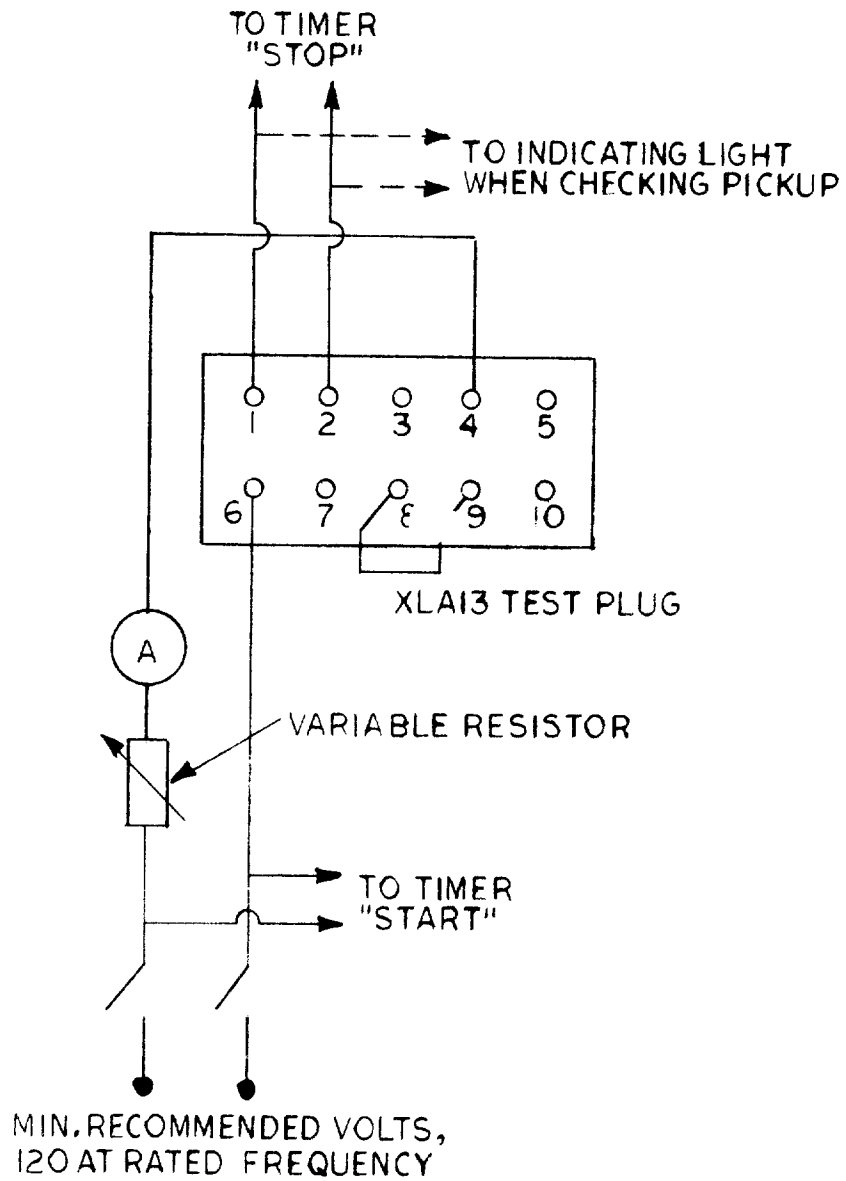 TO TIMER
"STOP"
TO INDICATING LIGHT
WHEN CHECKING PICKUP
1 2 3 4 5
6 7 8 9 10
XLA13 TEST PLUG
A
VARIABLE RESISTOR
TO TIMER
"START"
MIN. RECOMMENDED VOLTS,
120 AT RATED FREQUENCY